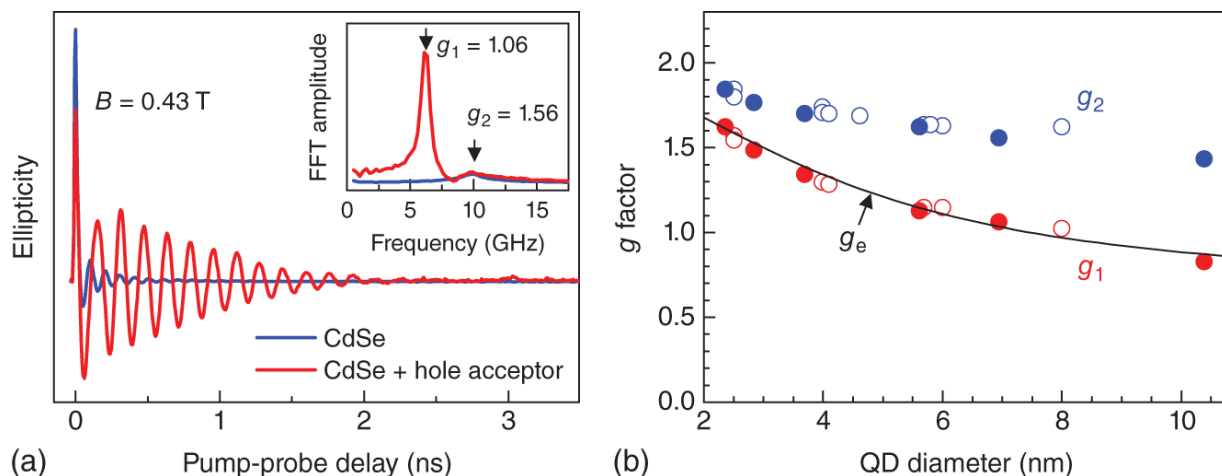 Ellipticity
B = 0.43 T
FFT amplitude
g1 = 1.06
g2 = 1.56
0 5 10 15
Frequency (GHz)
CdSe
CdSe + hole acceptor
0 1 2 3
Pump-probe delay (ns)
(a)
g factor
2.0
1.5
1.0
0.5
0
g2
ge
g1
2 4 6 8 10
QD diameter (nm)
(b)